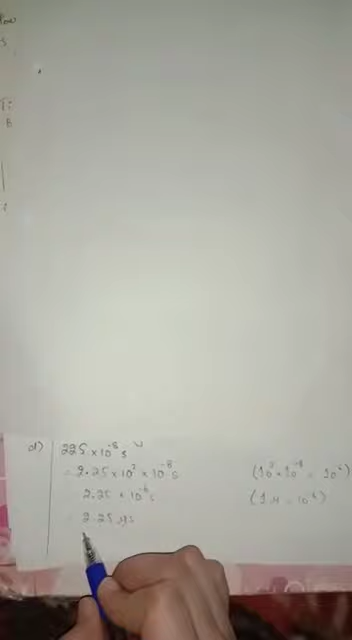 d) 225 × 10⁻⁸ s
= 2.25 × 10² × 10⁻⁸ s (10² × 10⁻⁸ = 10⁻⁶)
2.25 × 10⁻⁶ s (1 μ = 10⁻⁶)
2.25 μs